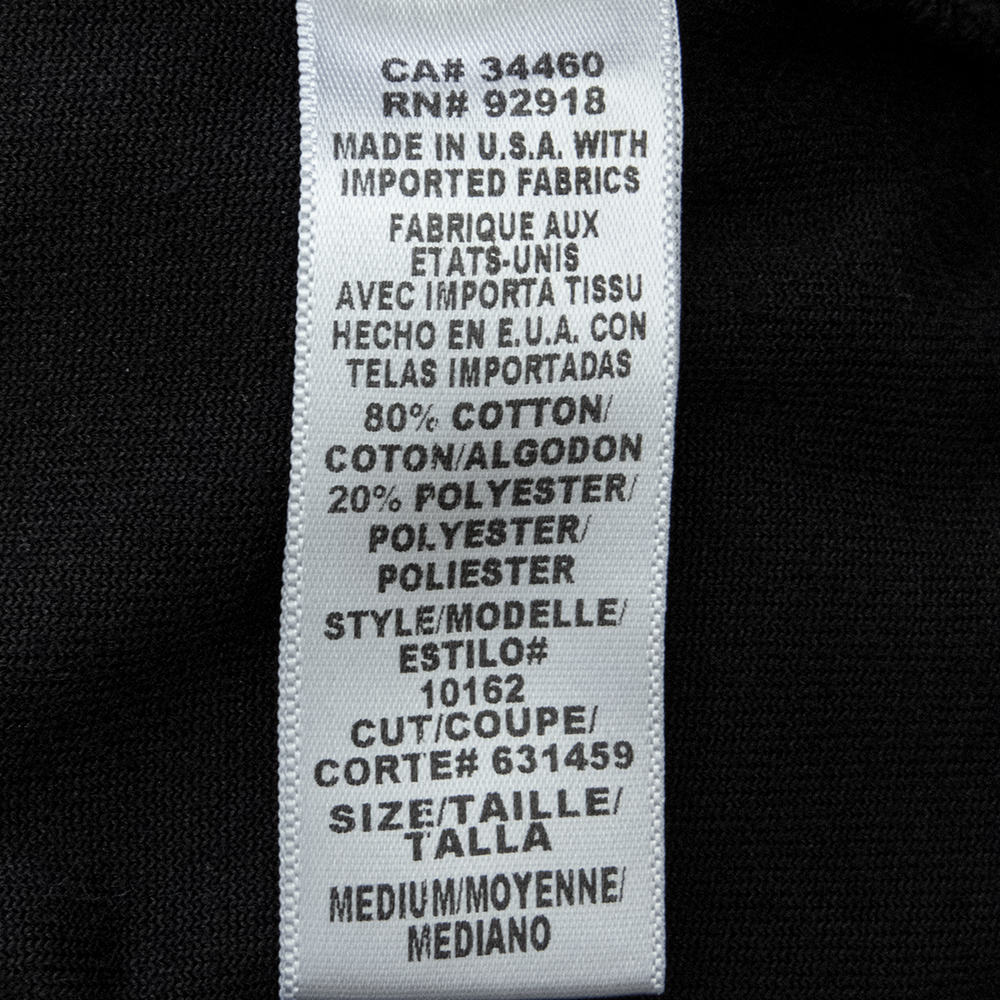 CA# 34460
RN# 92918
MADE IN U.S.A. WITH
IMPORTED FABRICS
FABRIQUE AUX
ETATS-UNIS
AVEC IMPORTA TISSU
HECHO EN E.U.A. CON
TELAS IMPORTADAS
80% COTTON/
COTON/ALGODON
20% POLYESTER/
POLYESTER/
POLIESTER
STYLE/MODELLE/
ESTILO#
10162
CUT/COUPE/
CORTE# 631459
SIZE/TAILLE/
TALLA
MEDIUM/MOYENNE/
MEDIANO